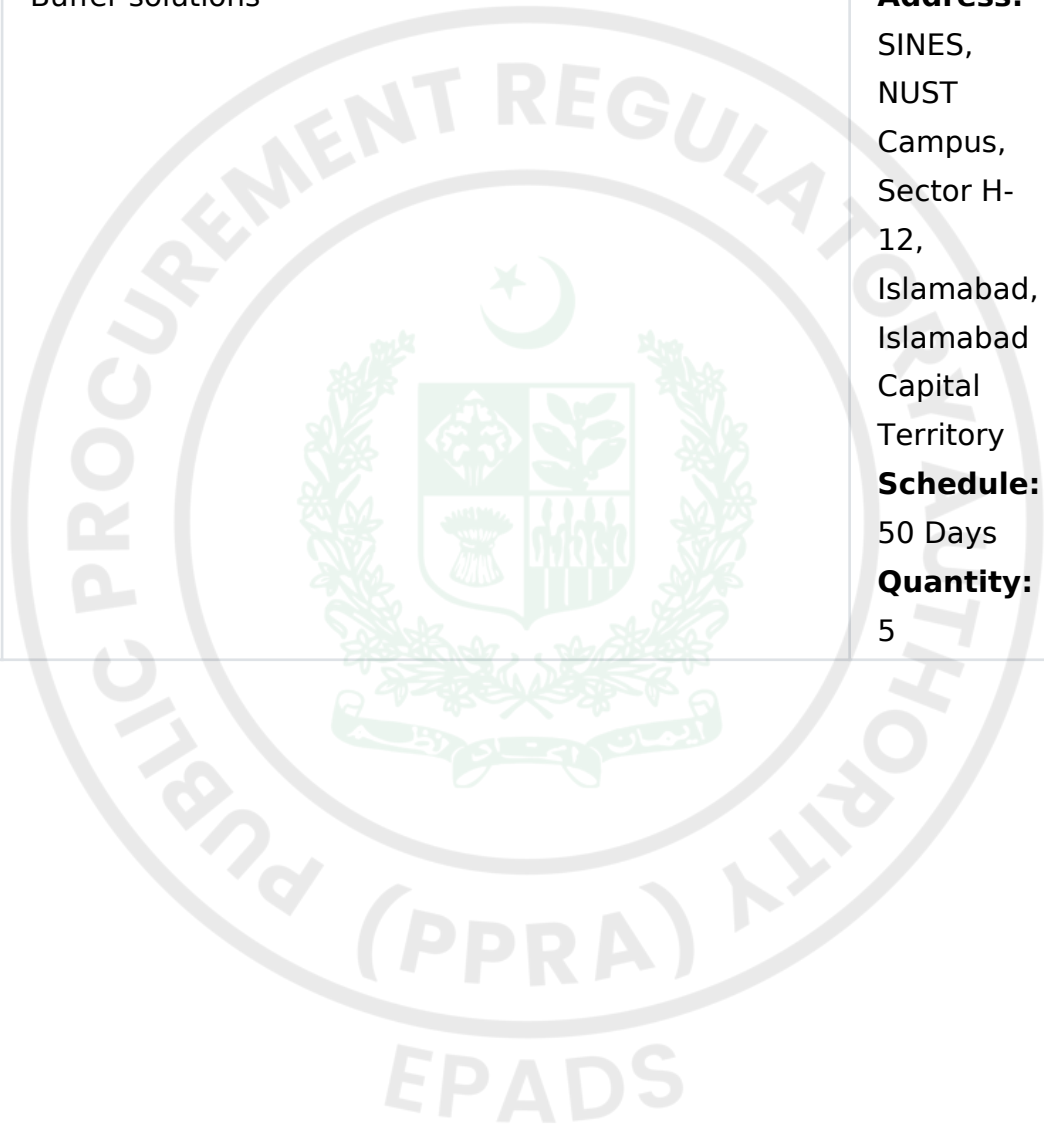 Buffer solutions
Address:
SINES,
NUST
Campus,
Sector H-
12,
Islamabad,
Islamabad
Capital
Territory
Schedule:
50 Days
Quantity:
5
PUBLIC PROCUREMENT REGULATORY AUTHORITY
(PPRA)
EPADS